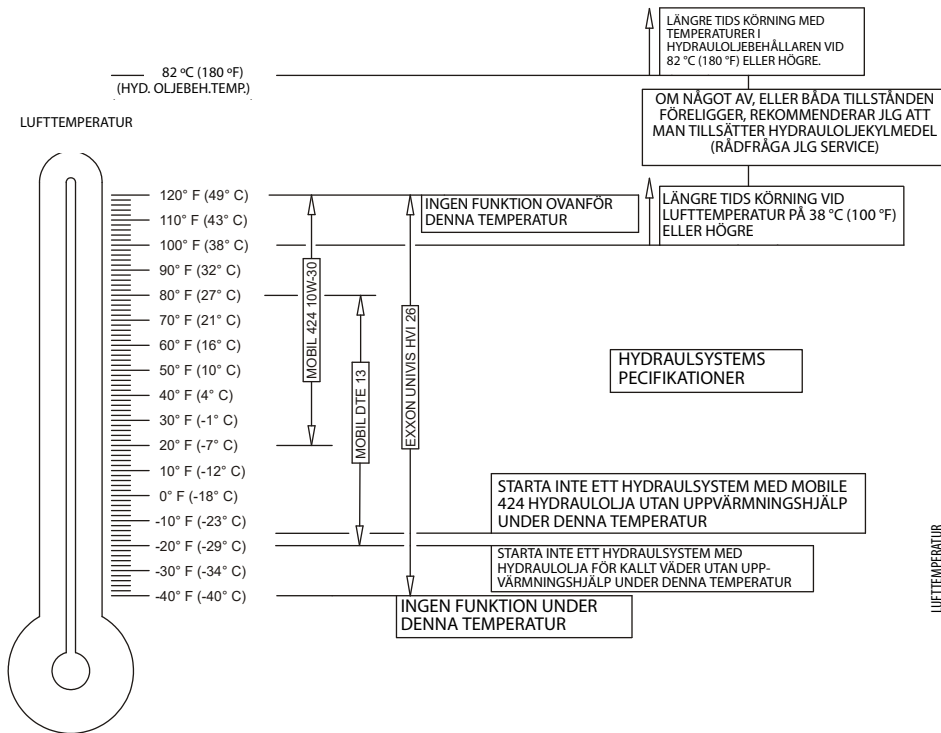 LÄNGRE TIDS KÖRNING MED
TEMPERATURER I
HYDRAULOLJEBEHÅLLAREN VID
82 °C (180 °F) ELLER HÖGRE.
82 ºC (180 ºF)
(HYD. OLJEBEH.TEMP.)
OM NÅGOT AV, ELLER BÅDA TILLSTÅNDEN
FÖRELIGGER, REKOMMENDERAR JLG ATT
MAN TILLSÄTTER HYDRAULOLJEKYLMEDEL
(RÅDFRÅGA JLG SERVICE)
LUFTTEMPERATUR
120° F (49° C)
110° F (43° C)
100° F (38° C)
90° F (32° C)
80° F (27° C)
70° F (21° C)
60° F (16° C)
50° F (10° C)
40° F (4° C)
30° F (-1° C)
20° F (-7° C)
10° F (-12° C)
0° F (-18° C)
-10° F (-23° C)
-20° F (-29° C)
-30° F (-34° C)
-40° F (-40° C)
MOBIL 424 10W-30
MOBIL DTE 13
EXXON UNIVIS HVI 26
INGEN FUNKTION OVANFÖR
DENNA TEMPERATUR
LÄNGRE TIDS KÖRNING VID
LUFTTEMPERATUR PÅ 38 °C (100 °F)
ELLER HÖGRE
HYDRAULSYSTEMS
PECIFIKATIONER
STARTA INTE ETT HYDRAULSYSTEM MED MOBILE
424 HYDRAULOLJA UTAN UPPVÄRMNINGSHJÄLP
UNDER DENNA TEMPERATUR
STARTA INTE ETT HYDRAULSYSTEM MED
HYDRAULOLJA FÖR KALLT VÄDER UTAN UPP-
VÄRMNINGSHJÄLP UNDER DENNA TEMPERATUR
INGEN FUNKTION UNDER
DENNA TEMPERATUR
LUFTTEMPERATUR